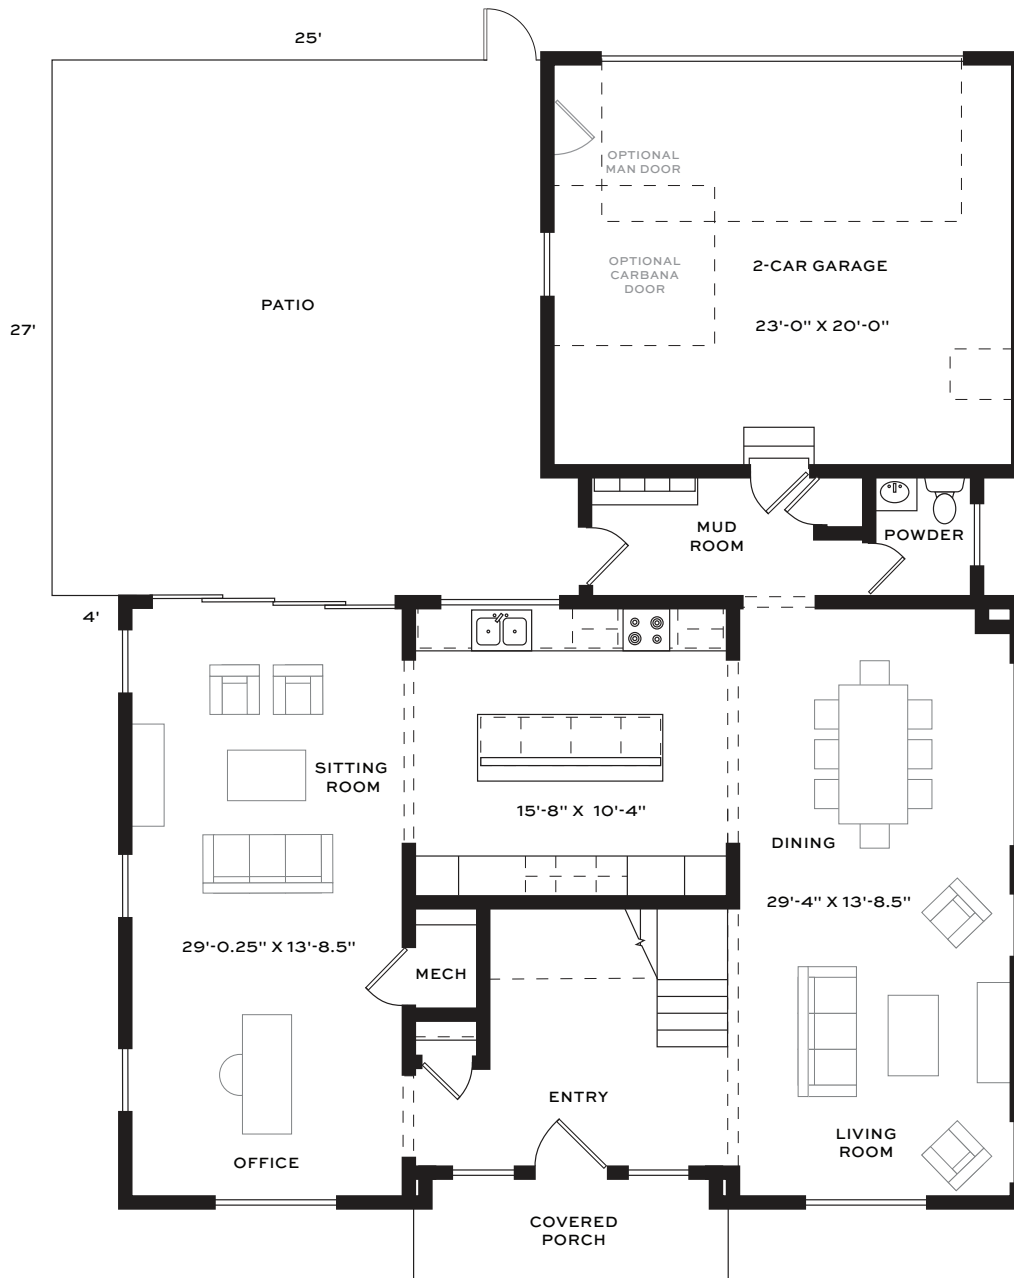 25'
OPTIONAL
MAN DOOR
OPTIONAL
CARBANA
DOOR
2-CAR GARAGE
PATIO
23'-0" X 20'-0"
27'
MUD
ROOM
POWDER
4'
SITTING
ROOM
15'-8" X 10'-4"
DINING
29'-4" X 13'-8.5"
29'-0.25" X 13'-8.5"
MECH
ENTRY
LIVING
ROOM
OFFICE
COVERED
PORCH